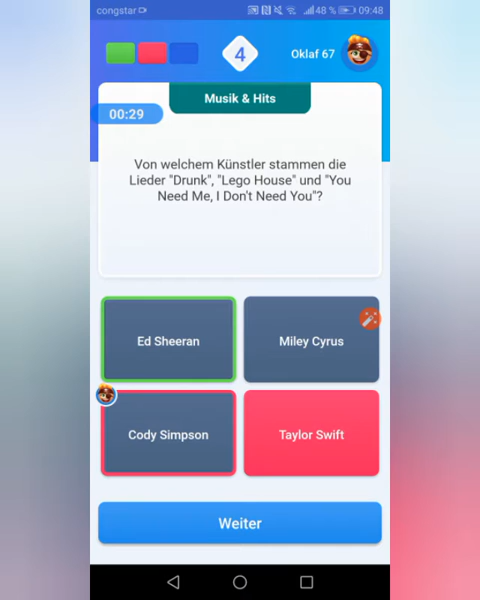 congstar
48 %
09:48
4
Oklaf 67
Musik & Hits
00:29
Von welchem Künstler stammen die
Lieder "Drunk", "Lego House" und "You
Need Me, I Don't Need You"?
Ed Sheeran
Miley Cyrus
Cody Simpson
Taylor Swift
Weiter